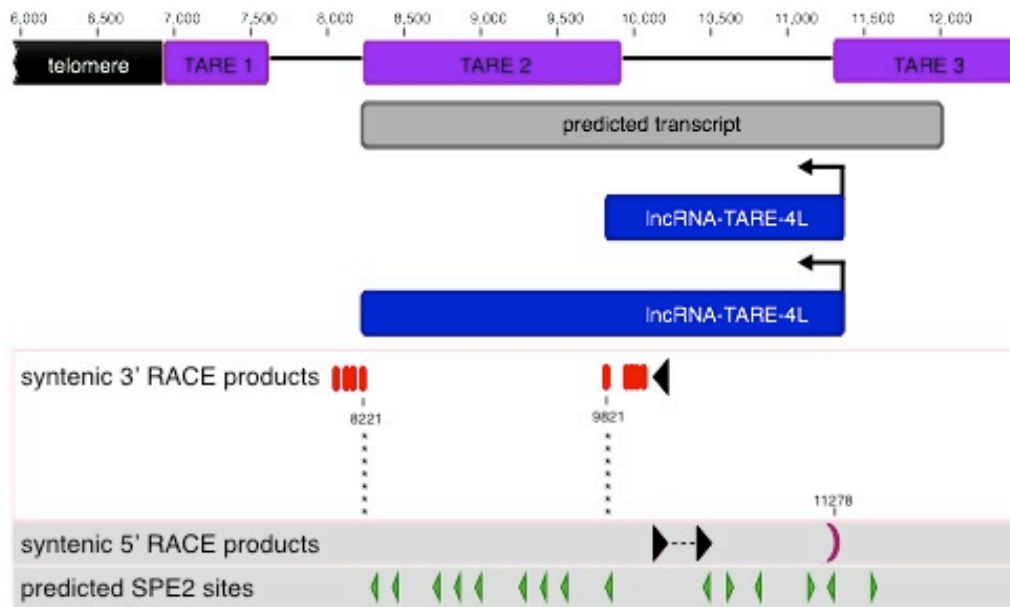 6,000 6,500 7,000 7,500 8,000 8,500 9,000 9,500 10,000 10,500 11,000 11,500 12,000
telomere TARE 1 TARE 2 TARE 3
predicted transcript
lncRNA-TARE-4L
lncRNA-TARE-4L
syntenic 3' RACE products
8221 9821
11278
syntenic 5' RACE products
predicted SPE2 sites